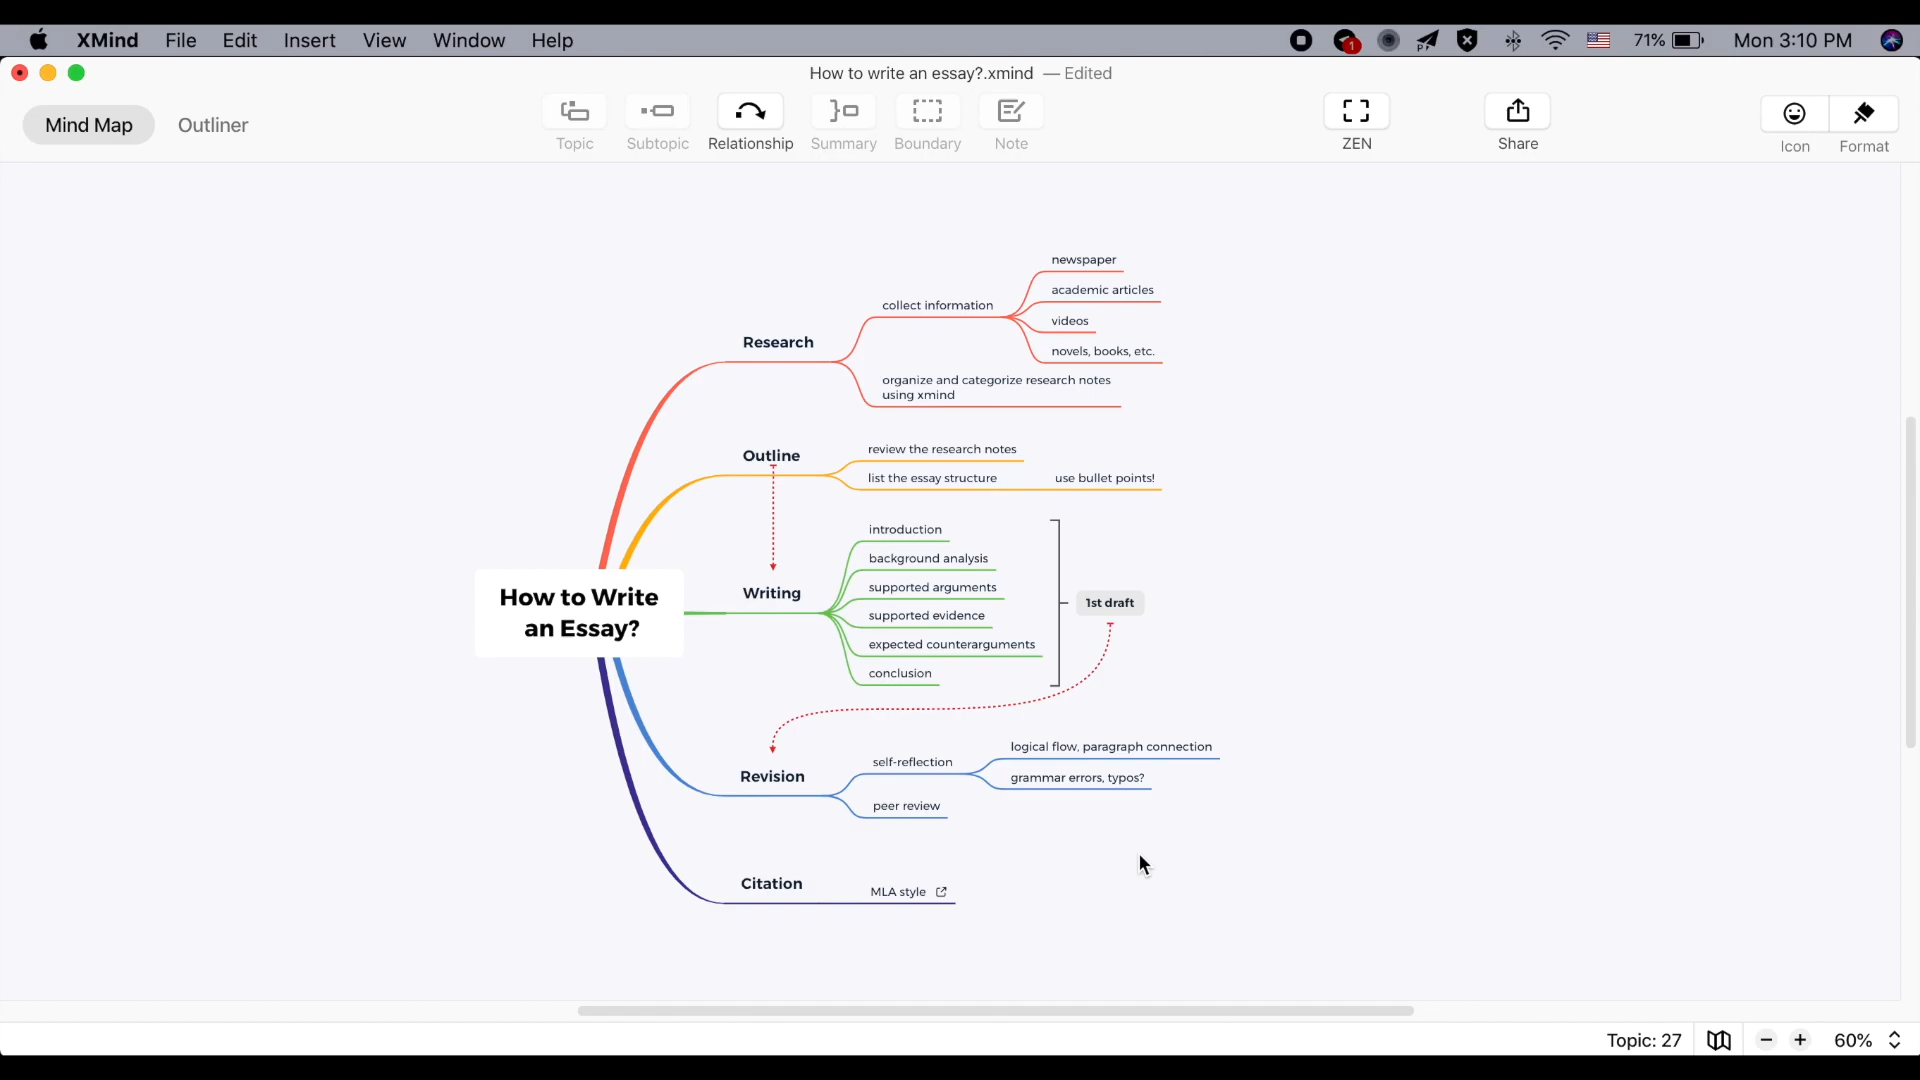 XMind File Edit Insert View Window Help
1
71%
Mon 3:10 PM
How to write an essay?.xmind — Edited
Mind Map
Outliner
Topic
Subtopic
Relationship
Summary
Boundary
Note
ZEN
Share
Icon
Format
newspaper
academic articles
collect information
videos
Research
novels, books, etc.
organize and categorize research notes
using xmind
Outline
review the research notes
list the essay structure
use bullet points!
introduction
background analysis
supported arguments
Writing
How to Write
an Essay?
1st draft
supported evidence
expected counterarguments
conclusion
logical flow, paragraph connection
self-reflection
Revision
grammar errors, typos?
peer review
Citation
MLA style
Topic: 27
60%